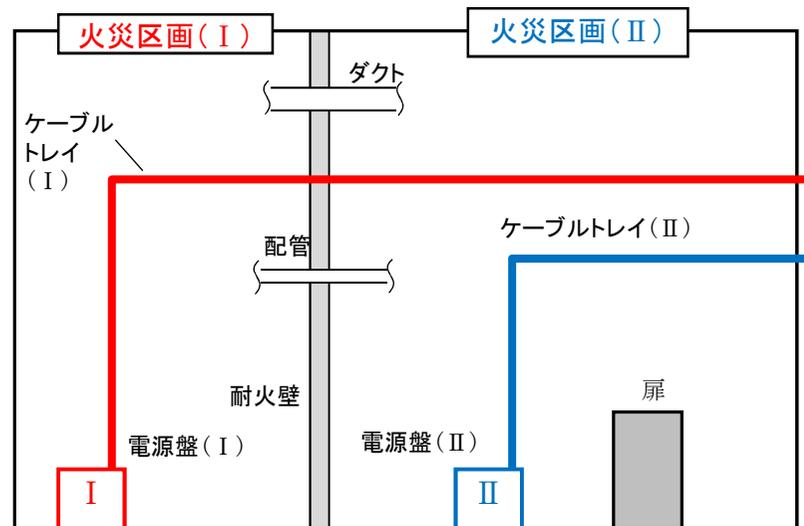 火災区画(Ⅰ)
火災区画(Ⅱ)
ダクト
ケーブル
トレイ
(Ⅰ)
ケーブルトレイ(Ⅱ)
配管
耐火壁
扉
電源盤(Ⅰ)
電源盤(Ⅱ)
Ⅰ
Ⅱ